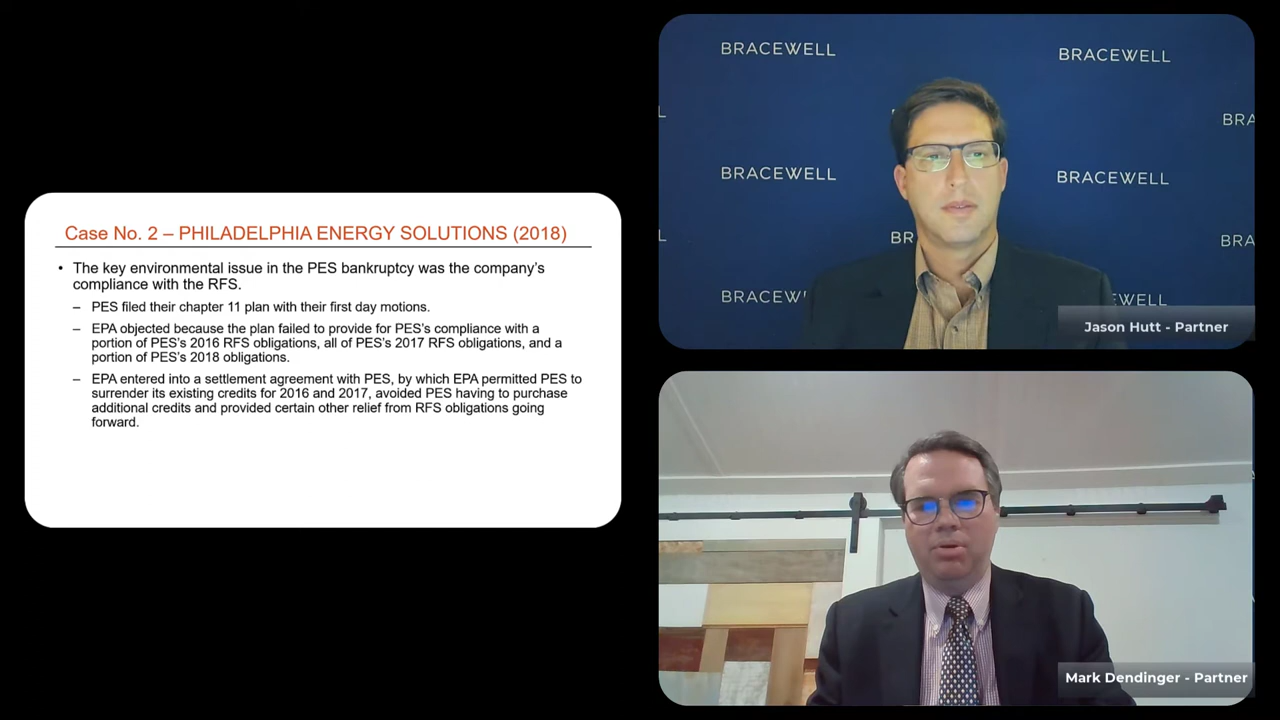 Case No. 2 – PHILADELPHIA ENERGY SOLUTIONS (2018)
• The key environmental issue in the PES bankruptcy was the company's
compliance with the RFS.
– PES filed their chapter 11 plan with their first day motions.
– EPA objected because the plan failed to provide for PES's compliance with a
portion of PES's 2016 RFS obligations, all of PES's 2017 RFS obligations, and a
portion of PES's 2018 obligations.
– EPA entered into a settlement agreement with PES, by which EPA permitted PES to
surrender its existing credits for 2016 and 2017, avoided PES having to purchase
additional credits and provided certain other relief from RFS obligations going
forward.
BRACEWELL
BRACEWELL
L
BRA
BRACEWELL
BRACEWELL
L
BR
BRA
BRACEW
EWELL
Jason Hutt - Partner
Mark Dendinger - Partner